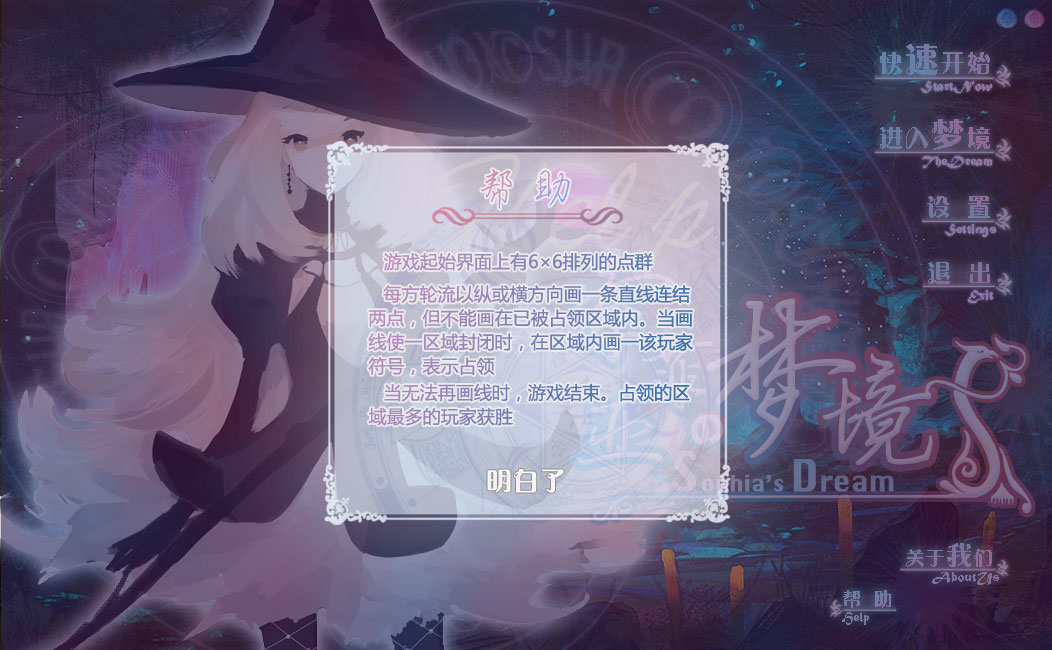 YOYOSHA
快速开始
Start Now
进入梦境
The Dream
设 置
Settings
退 出
Exit
帮 助
游戏起始界面上有6×6排列的点群
每方轮流以纵或横方向画一条直线连结
两点，但不能画在已被占领区域内。当画
线使一区域封闭时，在区域内画一该玩家
符号，表示占领
当无法再画线时，游戏结束。占领的区
域最多的玩家获胜
明白了
の
梦境
Sophia's Dream
关于我们
About Us
帮 助
Help